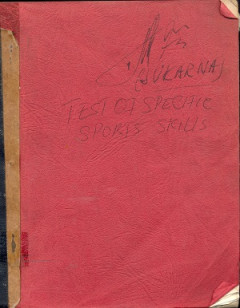 SUKARNA
TEST OF SPECIFIC
SPORTS SKILLS